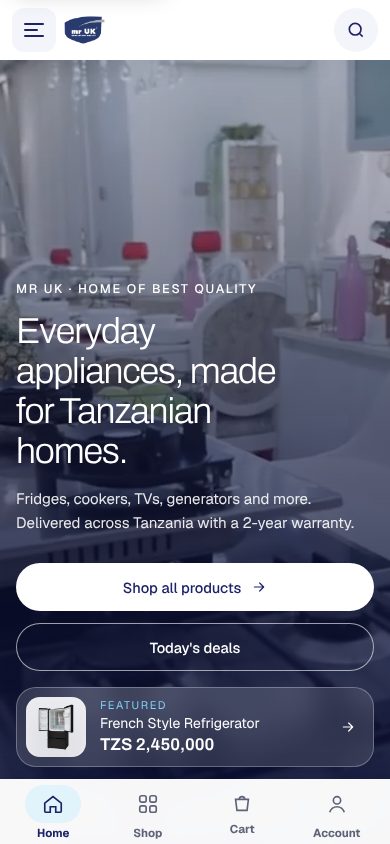 mr UK
MR UK · HOME OF BEST QUALITY
Everyday
appliances, made
for Tanzanian
homes.
Fridges, cookers, TVs, generators and more.
Delivered across Tanzania with a 2-year warranty.
Shop all products →
Today's deals
FEATURED
French Style Refrigerator
TZS 2,450,000 →
Home Shop Cart Account